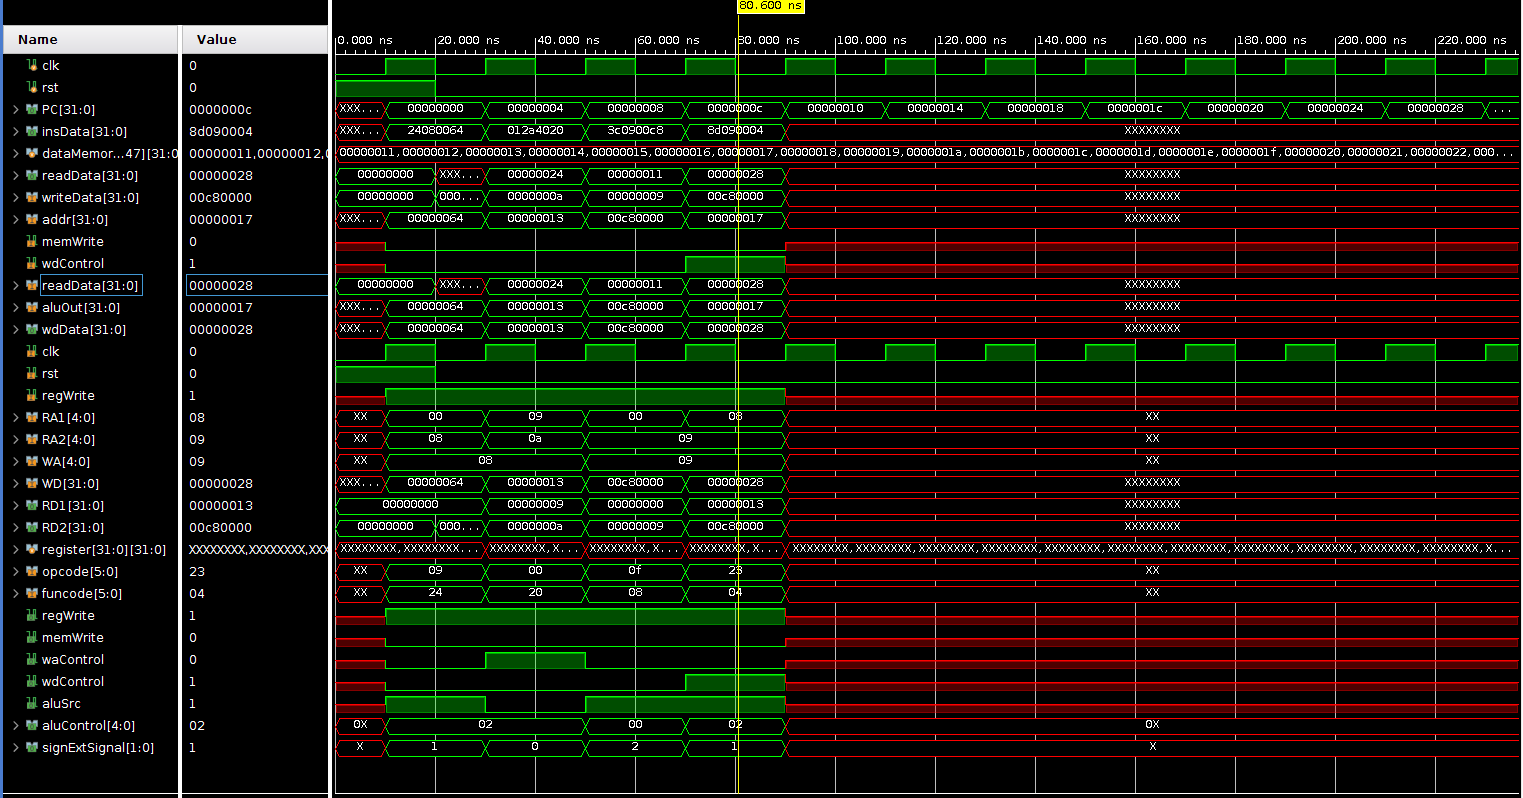 80.600 ns
Name Value 0.000 ns 20.000 ns 40.000 ns 60.000 ns 80.000 ns 100.000 ns 120.000 ns 140.000 ns 160.000 ns 180.000 ns 200.000 ns 220.000 ns
clk 0
rst 0
PC[31:0] 0000000c XXX... 00000000 00000004 00000008 0000000c 00000010 00000014 00000018 0000001c 00000020 00000024 00000028 ...
insData[31:0] 8d090004 XXX... 24080064 012a4020 3c0900c8 8d090004 XXXXXXXX
dataMemor...47][31:0 00000011,00000012,0 00000011,00000012,00000013,00000014,00000015,00000016,00000017,00000018,00000019,0000001a,0000001b,0000001c,0000001d,0000001e,0000001f,00000020,00000021,00000022,000...
readData[31:0] 00000028 00000000 XXX... 00000024 00000011 00000028 XXXXXXXX
writeData[31:0] 00c80000 00000000 000... 0000000a 00000009 00c80000 XXXXXXXX
addr[31:0] 00000017 XXX... 00000064 00000013 00c80000 00000017 XXXXXXXX
memWrite 0
wdControl 1
readData[31:0] 00000028 00000000 XXX... 00000024 00000011 00000028 XXXXXXXX
aluOut[31:0] 00000017 XXX... 00000064 00000013 00c80000 00000017 XXXXXXXX
wdData[31:0] 00000028 XXX... 00000064 00000013 00c80000 00000028 XXXXXXXX
clk 0
rst 0
regWrite 1
RA1[4:0] 08 XX 00 09 00 08 XX
RA2[4:0] 09 XX 08 0a 09 XX
WA[4:0] 09 XX 08 09 XX
WD[31:0] 00000028 XXX... 00000064 00000013 00c80000 00000028 XXXXXXXX
RD1[31:0] 00000013 00000000 00000009 00000000 00000013 XXXXXXXX
RD2[31:0] 00c80000 00000000 000... 0000000a 00000009 00c80000 XXXXXXXX
register[31:0][31:0] XXXXXXXX,XXXXXXXX,XXX XXXXXXXX,XXXXXXXX... XXXXXXXX,X... XXXXXXXX,X... XXXXXXXX,X... XXXXXXXX,XXXXXXXX,XXXXXXXX,XXXXXXXX,XXXXXXXX,XXXXXXXX,XXXXXXXX,XXXXXXXX,XXXXXXXX,XXXXXXXX,XXXXXXXX,X...
opcode[5:0] 23 XX 09 00 0f 23 XX
funcode[5:0] 04 XX 24 20 08 04 XX
regWrite 1
memWrite 0
waControl 0
wdControl 1
aluSrc 1
aluControl[4:0] 02 0X 02 00 02 0X
signExtSignal[1:0] 1 X 1 0 2 1 X